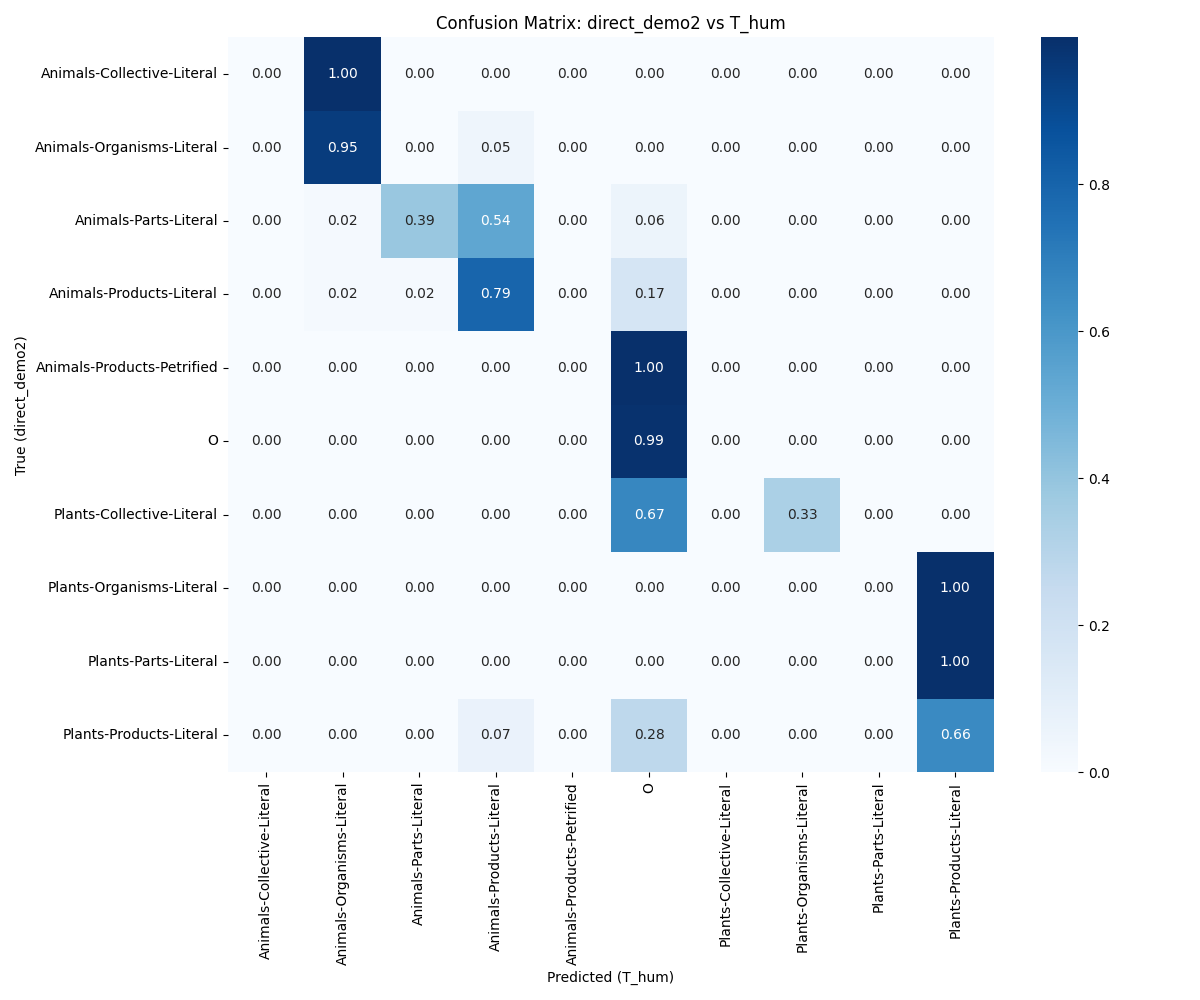 Confusion Matrix: direct_demo2 vs T_hum
Animals-Collective-Literal 0.00 1.00 0.00 0.00 0.00 0.00 0.00 0.00 0.00 0.00
Animals-Organisms-Literal 0.00 0.95 0.00 0.05 0.00 0.00 0.00 0.00 0.00 0.00
Animals-Parts-Literal 0.00 0.02 0.39 0.54 0.00 0.06 0.00 0.00 0.00 0.00
Animals-Products-Literal 0.00 0.02 0.02 0.79 0.00 0.17 0.00 0.00 0.00 0.00
Animals-Products-Petrified 0.00 0.00 0.00 0.00 0.00 1.00 0.00 0.00 0.00 0.00
O 0.00 0.00 0.00 0.00 0.00 0.99 0.00 0.00 0.00 0.00
Plants-Collective-Literal 0.00 0.00 0.00 0.00 0.00 0.67 0.00 0.33 0.00 0.00
Plants-Organisms-Literal 0.00 0.00 0.00 0.00 0.00 0.00 0.00 0.00 0.00 1.00
Plants-Parts-Literal 0.00 0.00 0.00 0.00 0.00 0.00 0.00 0.00 0.00 1.00
Plants-Products-Literal 0.00 0.00 0.00 0.07 0.00 0.28 0.00 0.00 0.00 0.66
True (direct_demo2)
Animals-Collective-Literal
Animals-Organisms-Literal
Animals-Parts-Literal
Animals-Products-Literal
Animals-Products-Petrified
O
Plants-Collective-Literal
Plants-Organisms-Literal
Plants-Parts-Literal
Plants-Products-Literal
Predicted (T_hum)
0.8
0.6
0.4
0.2
0.0